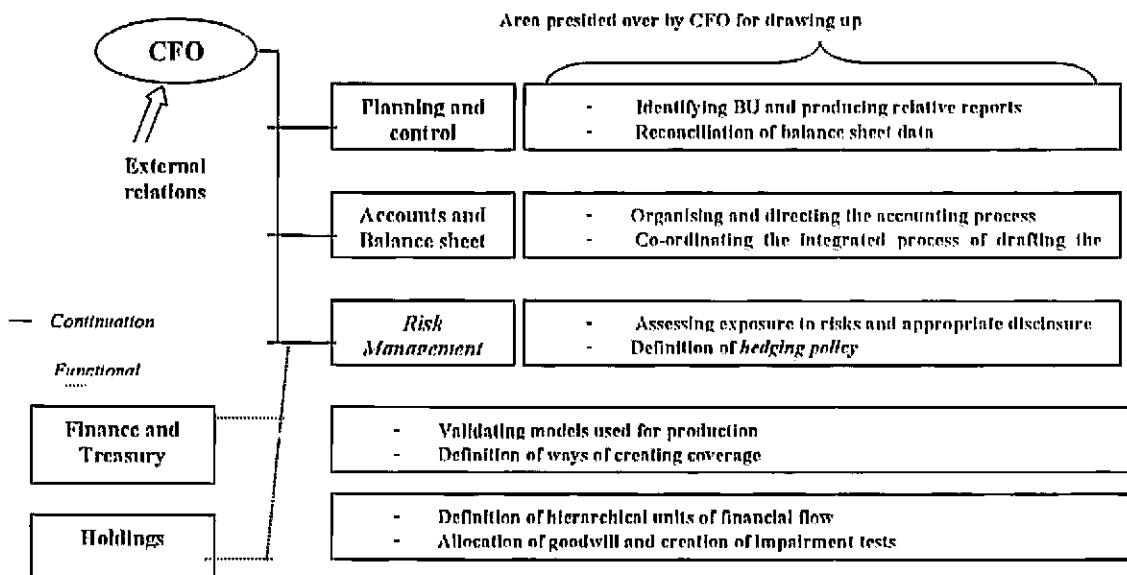 Area presided over by CFO for drawing up
CFO
External
relations
Planning and
control
- Identifying BU and producing relative reports
- Reconciliation of balance sheet data
Accounts and
Balance sheet
- Organising and directing the accounting process
- Co-ordinating the integrated process of drafting the
Risk
Management
- Assessing exposure to risks and appropriate disclosure
- Definition of hedging policy
Continuation
Functional
Finance and
Treasury
- Validating models used for production
- Definition of ways of creating coverage
Holdings
- Definition of hierarchical units of financial flow
- Allocation of goodwill and creation of impairment tests